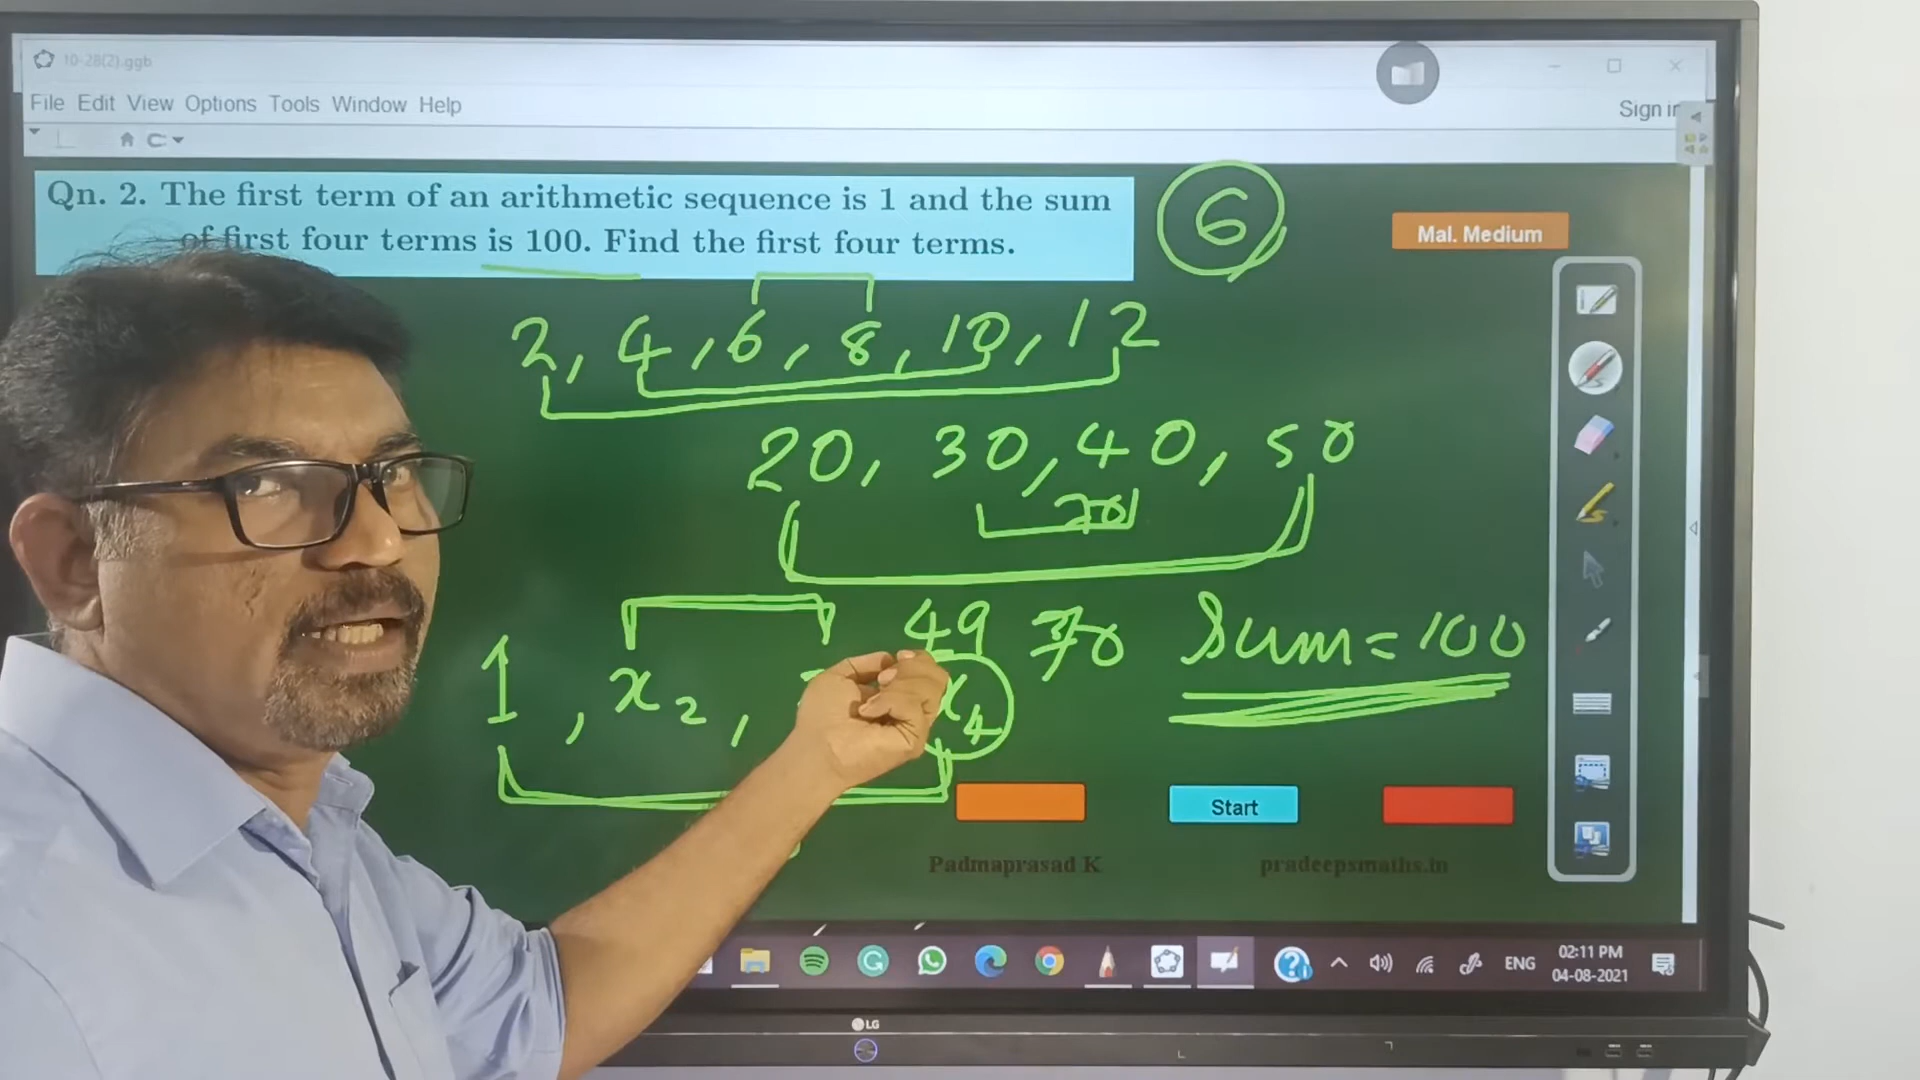 10-28(2).ggb
File Edit View Options Tools Window Help
Sign in
Qn. 2. The first term of an arithmetic sequence is 1 and the sum
of first four terms is 100. Find the first four terms.
6
Mal. Medium
2, 4, 6, 8, 10, 12
20, 30, 40, 50
70
49 Sum = 100
1, x2, x4
Start
Padmaprasad K pradeepsmaths.in
ENG 02:11 PM
04-08-2021
LG